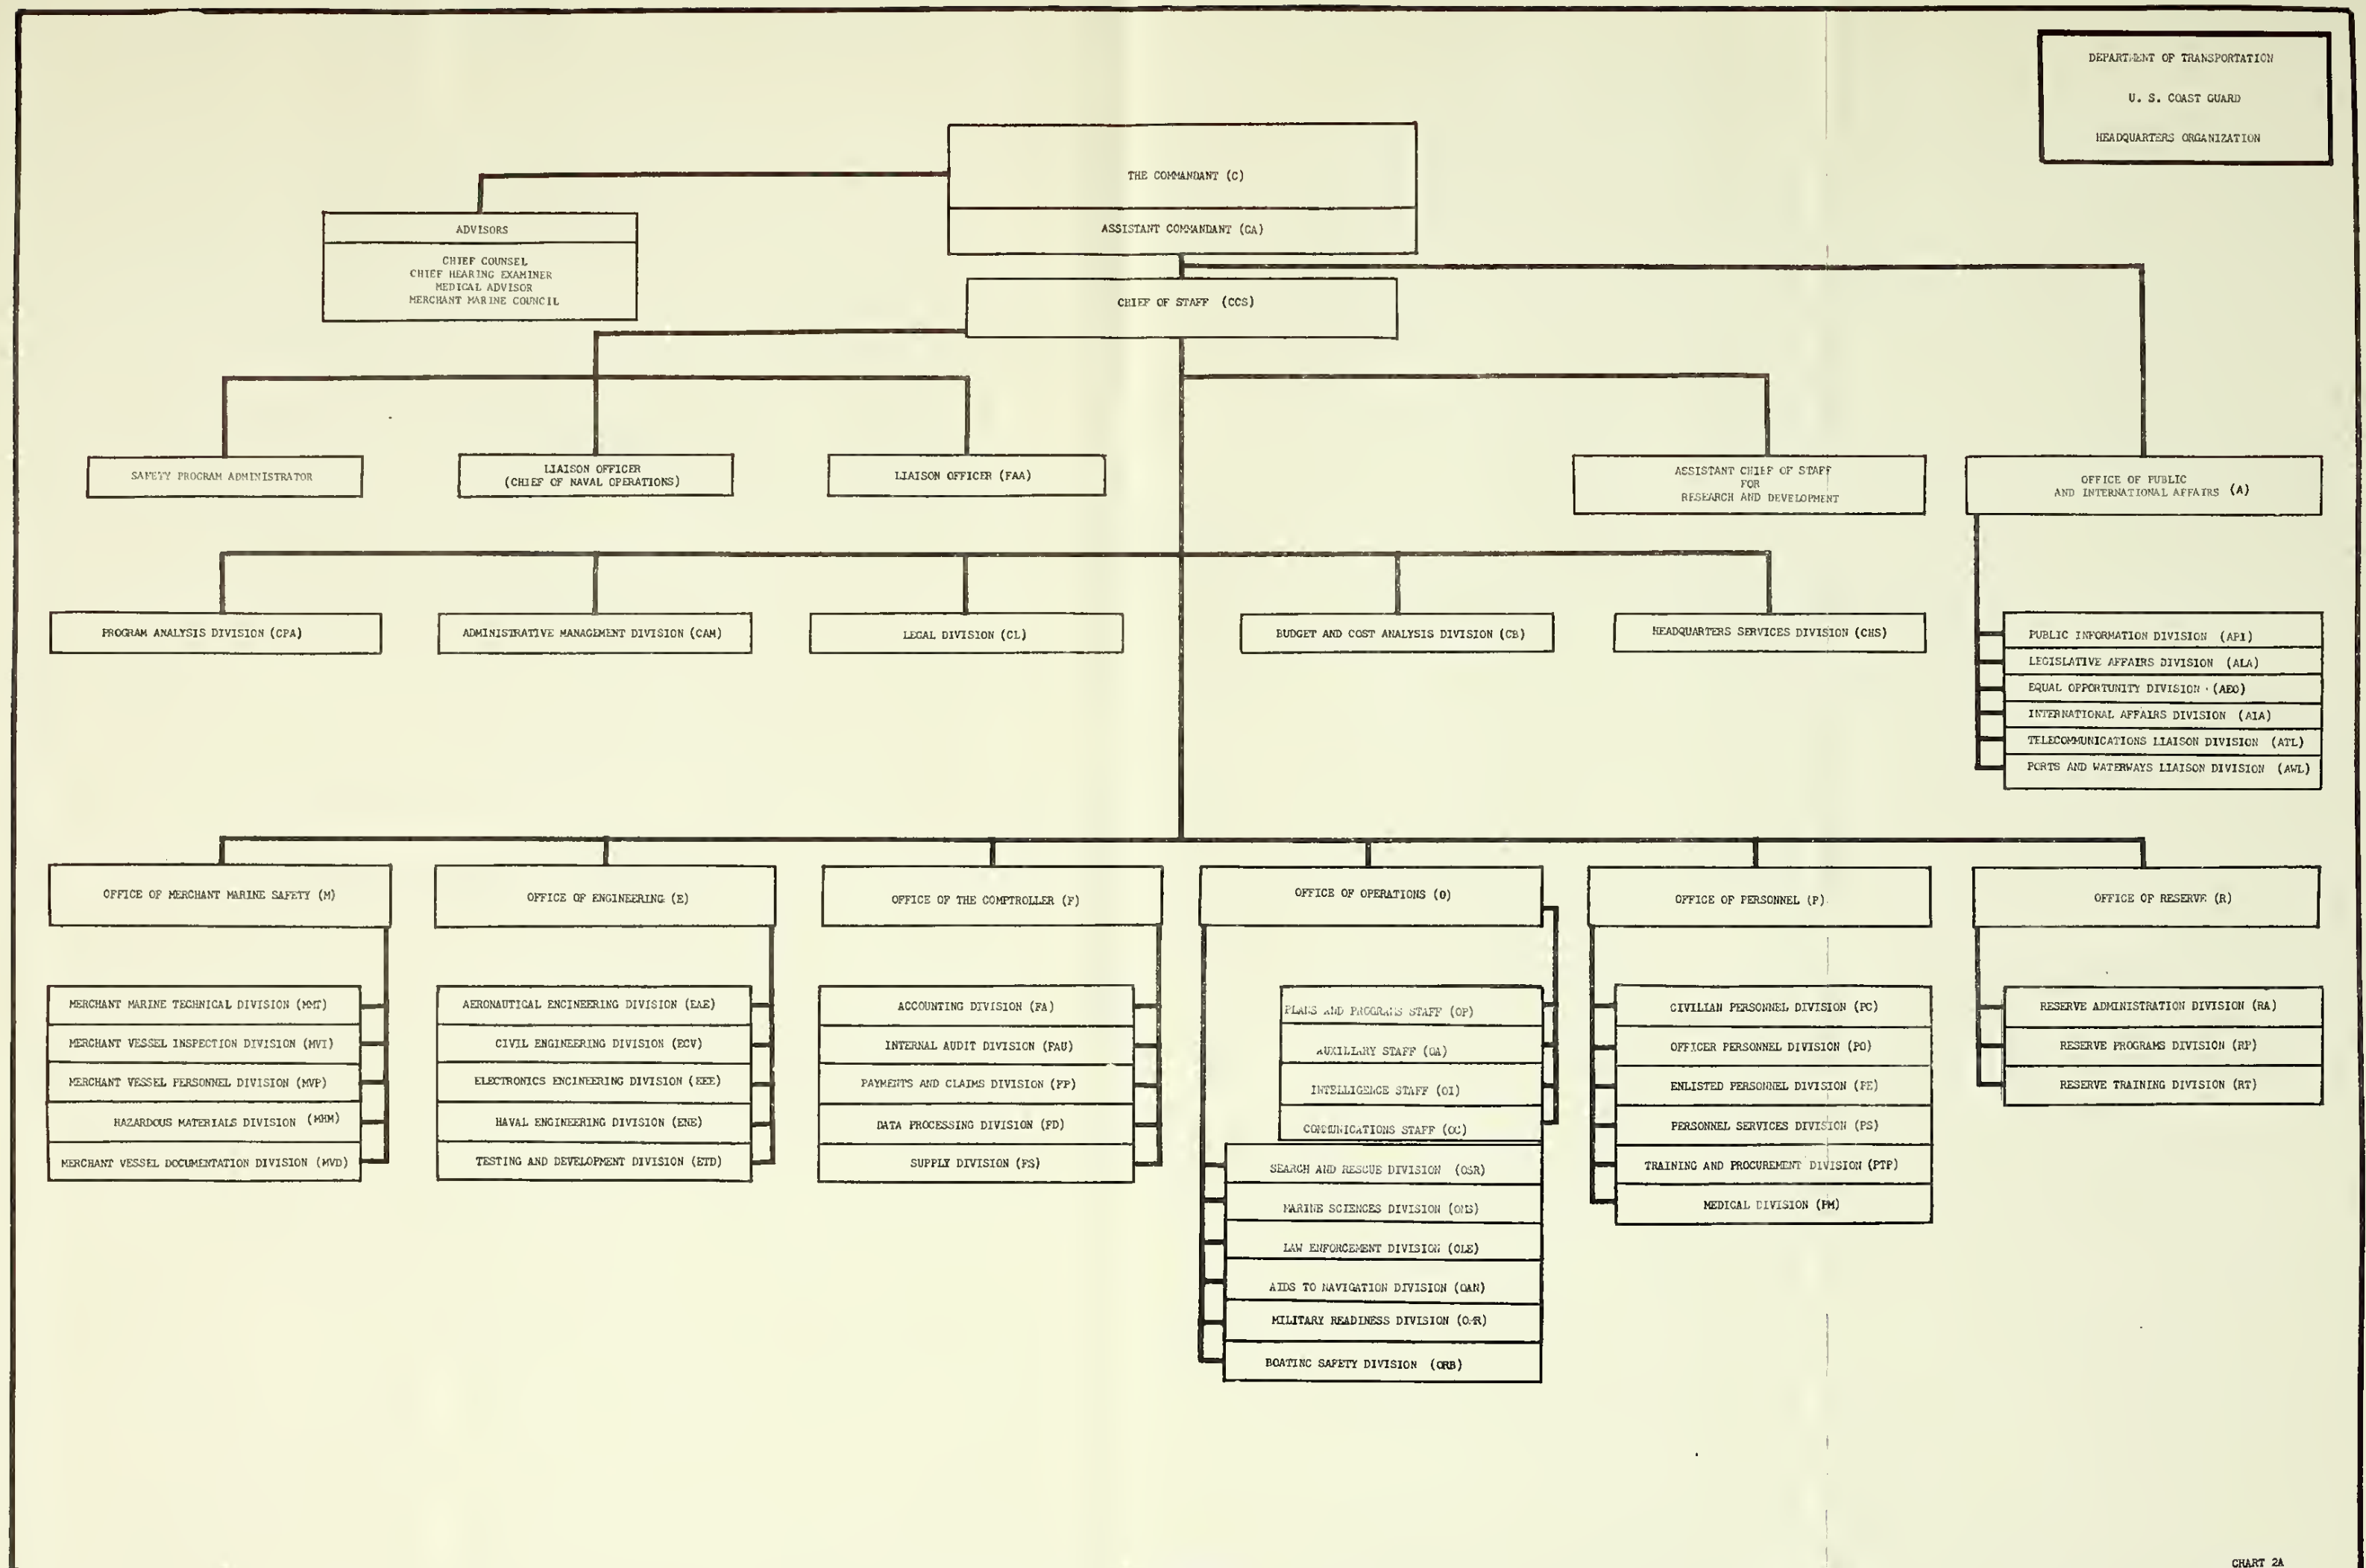 DEPARTMENT OF TRANSPORTATION
U. S. COAST GUARD
HEADQUARTERS ORGANIZATION
THE COMMANDANT (C)
ASSISTANT COMMANDANT (CA)
ADVISORS
CHIEF COUNSEL
CHIEF HEARING EXAMINER
MEDICAL ADVISOR
MERCHANT MARINE COUNCIL
CHIEF OF STAFF (CCS)
SAFETY PROGRAM ADMINISTRATOR
LIAISON OFFICER
(CHIEF OF NAVAL OPERATIONS)
LIAISON OFFICER (FAA)
ASSISTANT CHIEF OF STAFF
FOR
RESEARCH AND DEVELOPMENT
OFFICE OF PUBLIC
AND INTERNATIONAL AFFAIRS (A)
PROGRAM ANALYSIS DIVISION (CPA)
ADMINISTRATIVE MANAGEMENT DIVISION (CAM)
LEGAL DIVISION (CL)
BUDGET AND COST ANALYSIS DIVISION (CB)
HEADQUARTERS SERVICES DIVISION (CHS)
PUBLIC INFORMATION DIVISION (API)
LEGISLATIVE AFFAIRS DIVISION (ALA)
EQUAL OPPORTUNITY DIVISION (AEO)
INTERNATIONAL AFFAIRS DIVISION (AIA)
TELECOMMUNICATIONS LIAISON DIVISION (ATL)
PORTS AND WATERWAYS LIAISON DIVISION (AWL)
OFFICE OF MERCHANT MARINE SAFETY (M)
MERCHANT MARINE TECHNICAL DIVISION (MMT)
MERCHANT VESSEL INSPECTION DIVISION (MVI)
MERCHANT VESSEL PERSONNEL DIVISION (MVP)
HAZARDOUS MATERIALS DIVISION (MHM)
MERCHANT VESSEL DOCUMENTATION DIVISION (MVD)
OFFICE OF ENGINEERING (E)
AERONAUTICAL ENGINEERING DIVISION (EAE)
CIVIL ENGINEERING DIVISION (ECV)
ELECTRONICS ENGINEERING DIVISION (EEE)
NAVAL ENGINEERING DIVISION (ENE)
TESTING AND DEVELOPMENT DIVISION (ETD)
OFFICE OF THE COMPTROLLER (F)
ACCOUNTING DIVISION (FA)
INTERNAL AUDIT DIVISION (FAU)
PAYMENTS AND CLAIMS DIVISION (FP)
DATA PROCESSING DIVISION (FD)
SUPPLY DIVISION (FS)
OFFICE OF OPERATIONS (O)
PLANS AND PROGRAMS STAFF (OP)
AUXILLARY STAFF (OA)
INTELLIGENCE STAFF (OI)
COMMUNICATIONS STAFF (OC)
SEARCH AND RESCUE DIVISION (OSR)
MARINE SCIENCES DIVISION (OMS)
LAW ENFORCEMENT DIVISION (OLE)
AIDS TO NAVIGATION DIVISION (OAN)
MILITARY READINESS DIVISION (OMR)
BOATING SAFETY DIVISION (ORB)
OFFICE OF PERSONNEL (P)
CIVILIAN PERSONNEL DIVISION (PC)
OFFICER PERSONNEL DIVISION (PO)
ENLISTED PERSONNEL DIVISION (PE)
PERSONNEL SERVICES DIVISION (PS)
TRAINING AND PROCUREMENT DIVISION (PTP)
MEDICAL DIVISION (PM)
OFFICE OF RESERVE (R)
RESERVE ADMINISTRATION DIVISION (RA)
RESERVE PROGRAMS DIVISION (RP)
RESERVE TRAINING DIVISION (RT)
CHART 2A